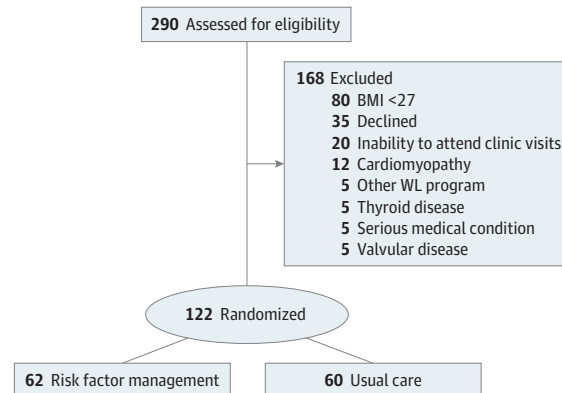 290 Assessed for eligibility
168 Excluded
80 BMI <27
35 Declined
20 Inability to attend clinic visits
12 Cardiomyopathy
5 Other WL program
5 Thyroid disease
5 Serious medical condition
5 Valvular disease
122 Randomized
62 Risk factor management
60 Usual care